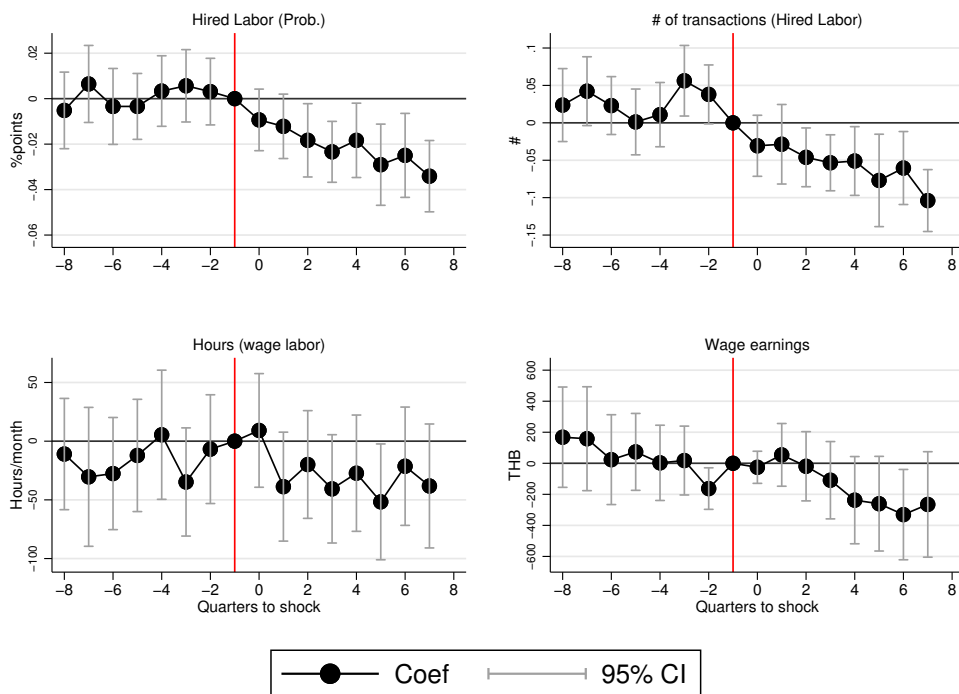 Hired Labor (Prob.)
%points
.02
0
-.02
-.04
-.06
−8 −6 −4 −2 0 2 4 6 8
# of transactions (Hired Labor)
#
.1
.05
0
-.05
-.1
-.15
−8 −6 −4 −2 0 2 4 6 8
Hours (wage labor)
Hours/month
50
0
-50
-100
−8 −6 −4 −2 0 2 4 6 8
Quarters to shock
Wage earnings
THB
600
400
200
0
-200
-400
-600
−8 −6 −4 −2 0 2 4 6 8
Quarters to shock
Coef 95% CI